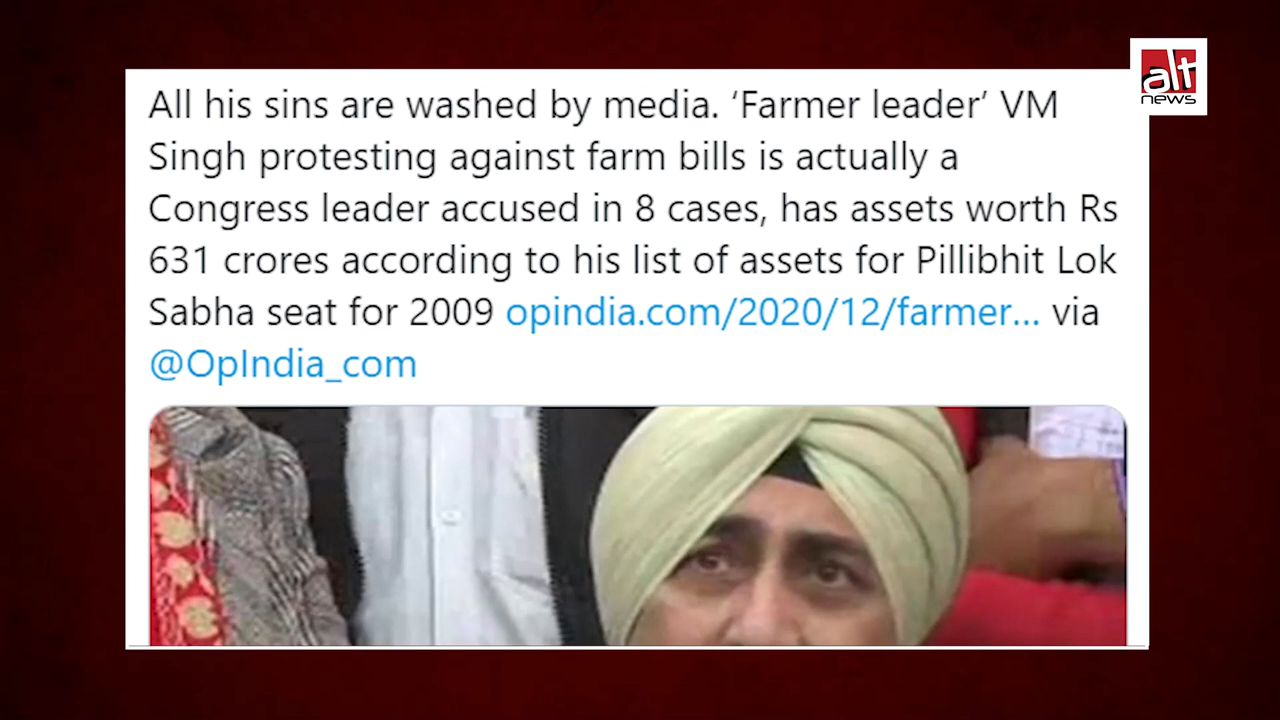 alt
news
All his sins are washed by media. ‘Farmer leader’ VM
Singh protesting against farm bills is actually a
Congress leader accused in 8 cases, has assets worth Rs
631 crores according to his list of assets for Pillibhit Lok
Sabha seat for 2009 opindia.com/2020/12/farmer... via
@OpIndia_com